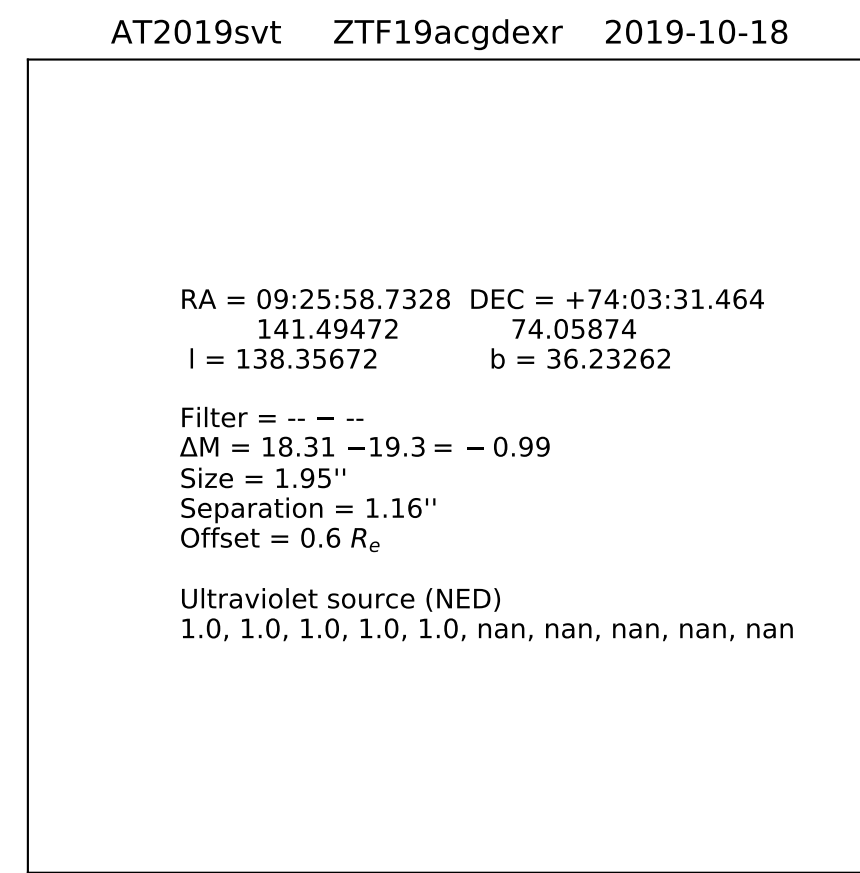 AT2019svt ZTF19acgdexr 2019-10-18
RA = 09:25:58.7328 DEC = +74:03:31.464
141.49472 74.05874
l = 138.35672 b = 36.23262
Filter = -- − --
ΔM = 18.31 −19.3 = − 0.99
Size = 1.95''
Separation = 1.16''
Offset = 0.6 Re
Ultraviolet source (NED)
1.0, 1.0, 1.0, 1.0, 1.0, nan, nan, nan, nan, nan